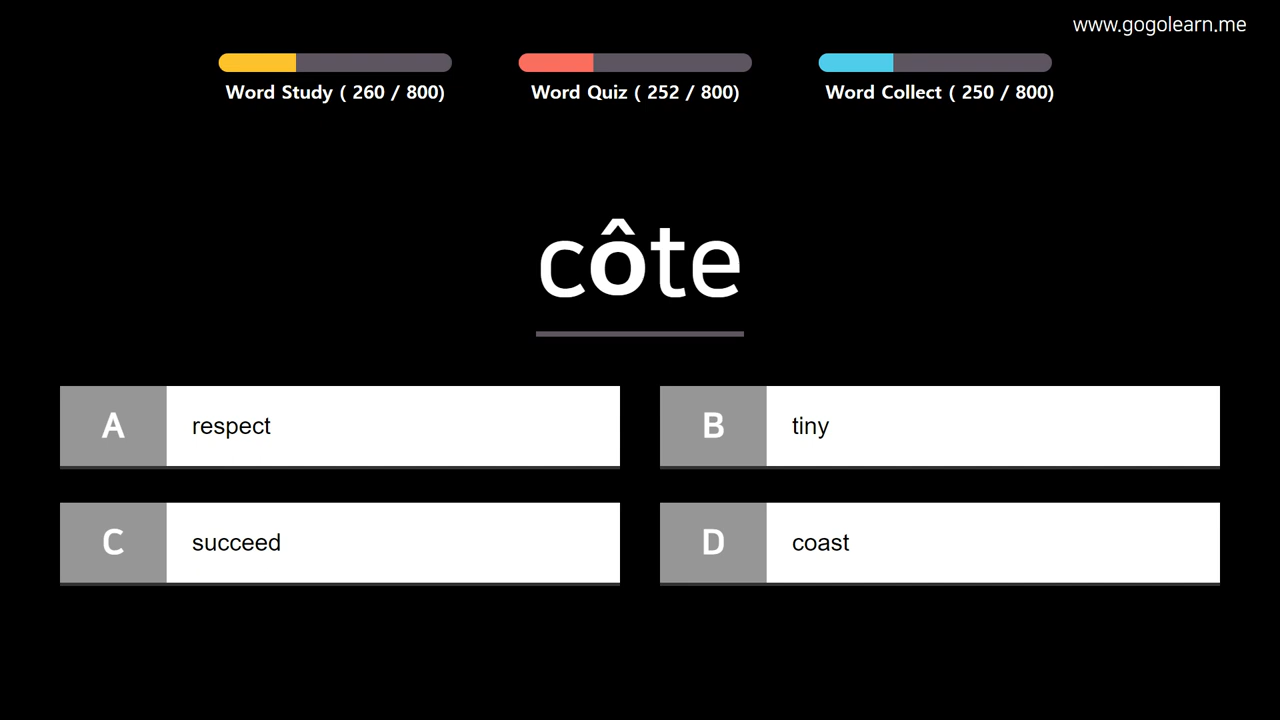 www.gogolearn.me
Word Study ( 260 / 800) Word Quiz ( 252 / 800) Word Collect ( 250 / 800)
côte
A respect
B tiny
C succeed
D coast